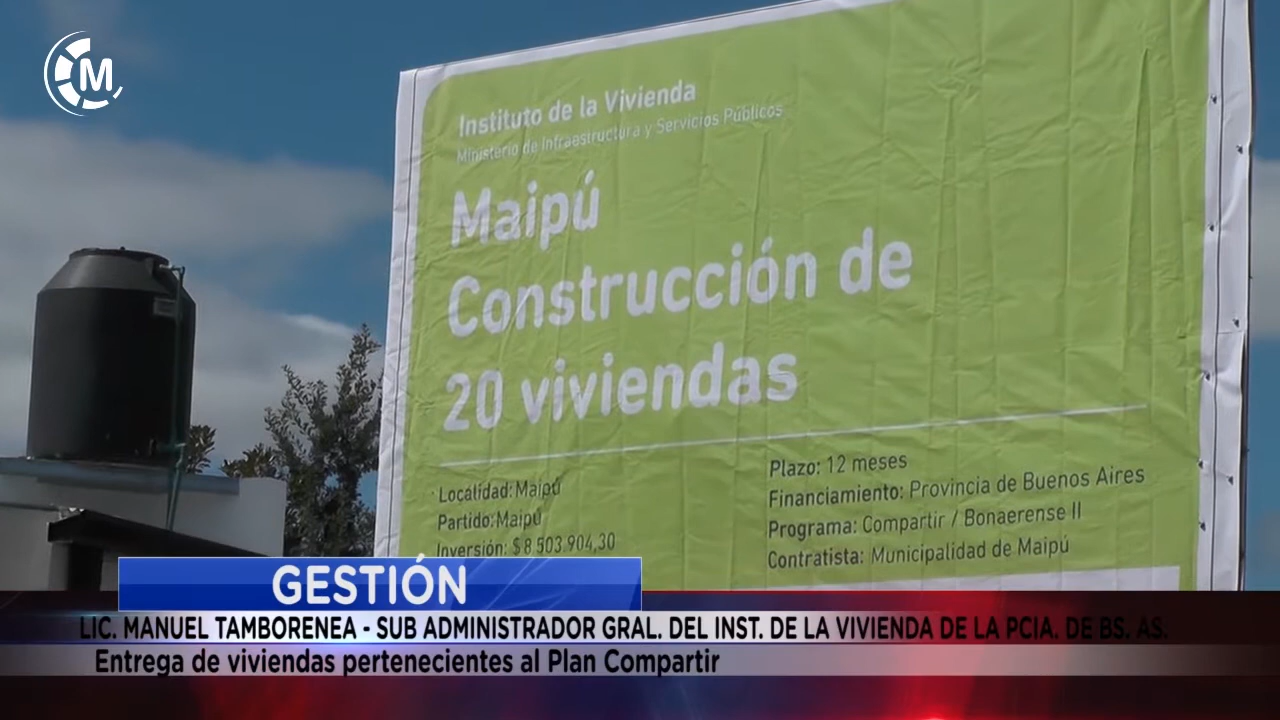 M
Instituto de la Vivienda
Ministerio de Infraestructura y Servicios Públicos
Maipú
Construcción de
20 viviendas
Localidad: Maipú
Partido: Maipú
Inversión: $ 8 503.904,30
Plazo: 12 meses
Financiamiento: Provincia de Buenos Aires
Programa: Compartir / Bonaerense II
Contratista: Municipalidad de Maipú
GESTIÓN
LIC. MANUEL TAMBORENEA - SUB ADMINISTRADOR GRAL. DEL INST. DE LA VIVIENDA DE LA PCIA. DE BS. AS.
Entrega de viviendas pertenecientes al Plan Compartir